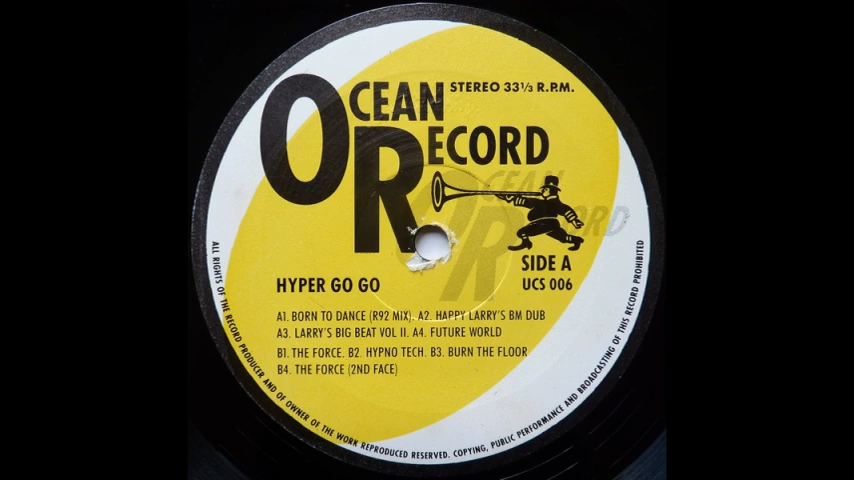 OCEAN
STEREO 33⅓ R.P.M.
RECORD
OCEAN
RECORD
SIDE A
UCS 006
HYPER GO GO
A1. BORN TO DANCE (R92 MIX). A2. HAPPY LARRY'S BM DUB
A3. LARRY'S BIG BEAT VOL II. A4. FUTURE WORLD
B1. THE FORCE. B2. HYPNO TECH. B3. BURN THE FLOOR
B4. THE FORCE (2ND FACE)
ALL RIGHTS OF THE RECORD PRODUCER AND OF OWNER OF THE WORK REPRODUCED RESERVED. COPYING, PUBLIC PERFORMANCE AND BROADCASTING OF THIS RECORD PROHIBITED